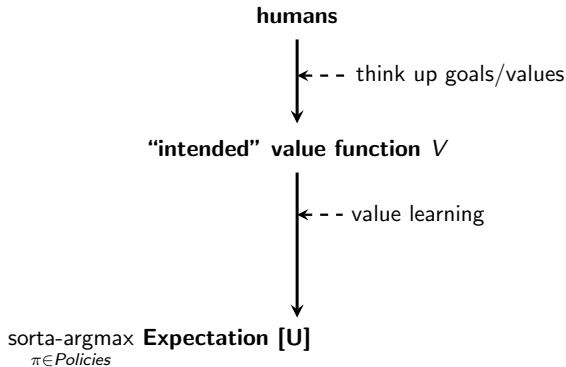 humans
think up goals/values
“intended” value function V
value learning
sorta-argmax Expectation [U]
π∈Policies